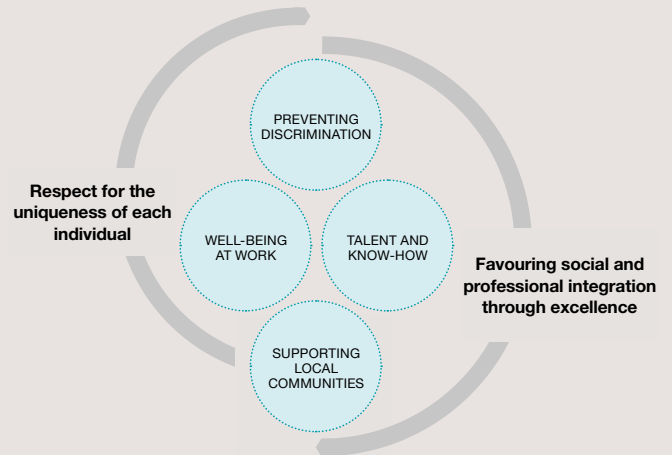 PREVENTING
DISCRIMINATION
Respect for the
uniqueness of each
individual
WELL-BEING
AT WORK
TALENT AND
KNOW-HOW
Favouring social and
professional integration
through excellence
SUPPORTING
LOCAL
COMMUNITIES